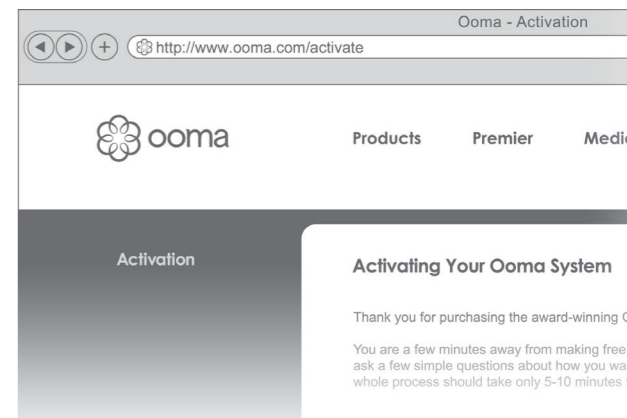 Ooma - Activation
http://www.ooma.com/activate
ooma
Products Premier
Activation
Activating Your Ooma System
Thank you for purchasing the award-winning
You are a few minutes away from making free
ask a few simple questions about how you
whole process should take only 5-10 minutes